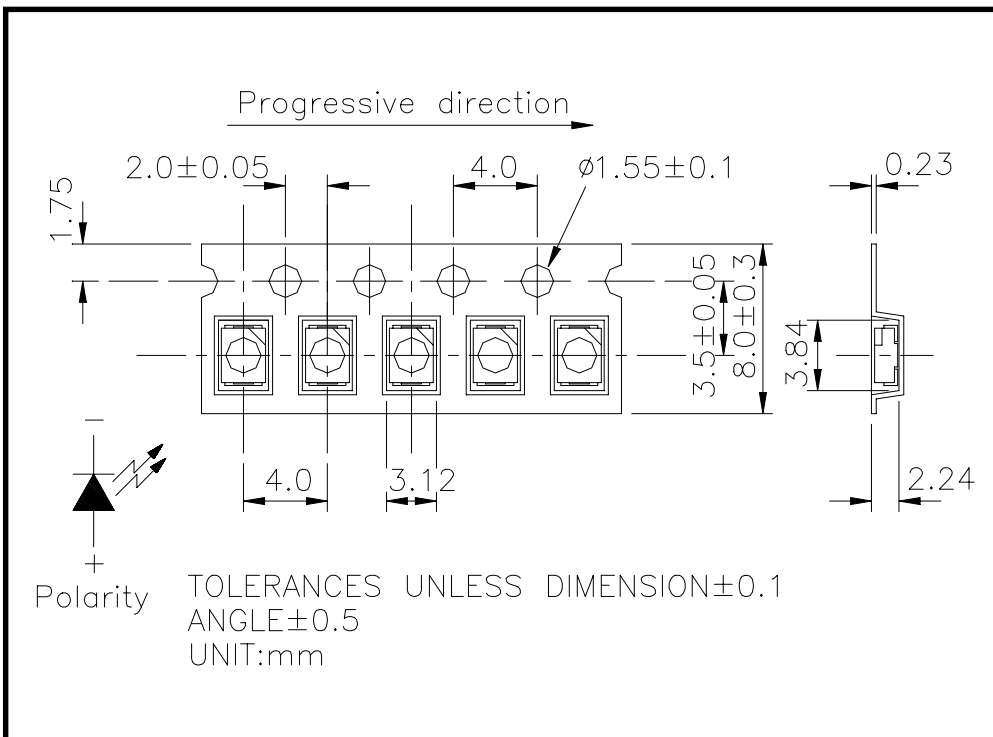 Progressive direction
2.0±0.05
4.0
ø1.55±0.1
0.23
1.75
3.5±0.05
8.0±0.3
3.84
4.0
3.12
2.24
−
+
Polarity
TOLERANCES UNLESS DIMENSION±0.1
ANGLE±0.5
UNIT:mm